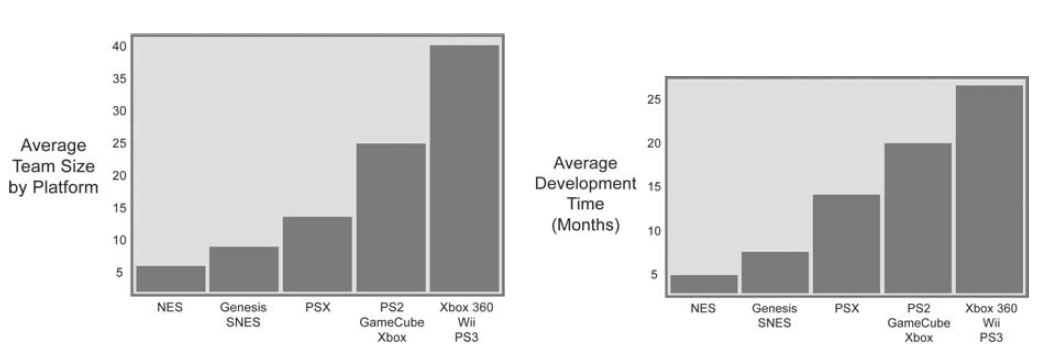 Average
Team Size
by Platform
40
35
30
25
20
15
10
5
NES
Genesis
SNES
PSX
PS2
GameCube
Xbox
Xbox 360
Wii
PS3
Average
Development
Time
(Months)
25
20
15
10
5
NES
Genesis
SNES
PSX
PS2
GameCube
Xbox
Xbox 360
Wii
PS3